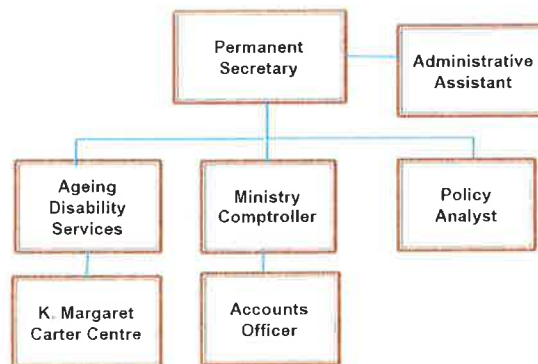 Permanent
Secretary
Administrative
Assistant
Ageing
Disability
Services
Ministry
Comptroller
Policy
Analyst
K. Margaret
Carter Centre
Accounts
Officer